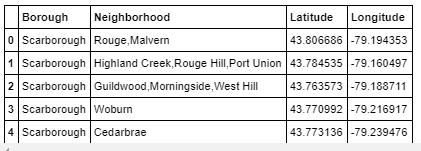 Borough Neighborhood Latitude Longitude
0 Scarborough Rouge,Malvern 43.806686 -79.194353
1 Scarborough Highland Creek,Rouge Hill,Port Union 43.784535 -79.160497
2 Scarborough Guildwood,Morningside,West Hill 43.763573 -79.188711
3 Scarborough Woburn 43.770992 -79.216917
4 Scarborough Cedarbrae 43.773136 -79.239476